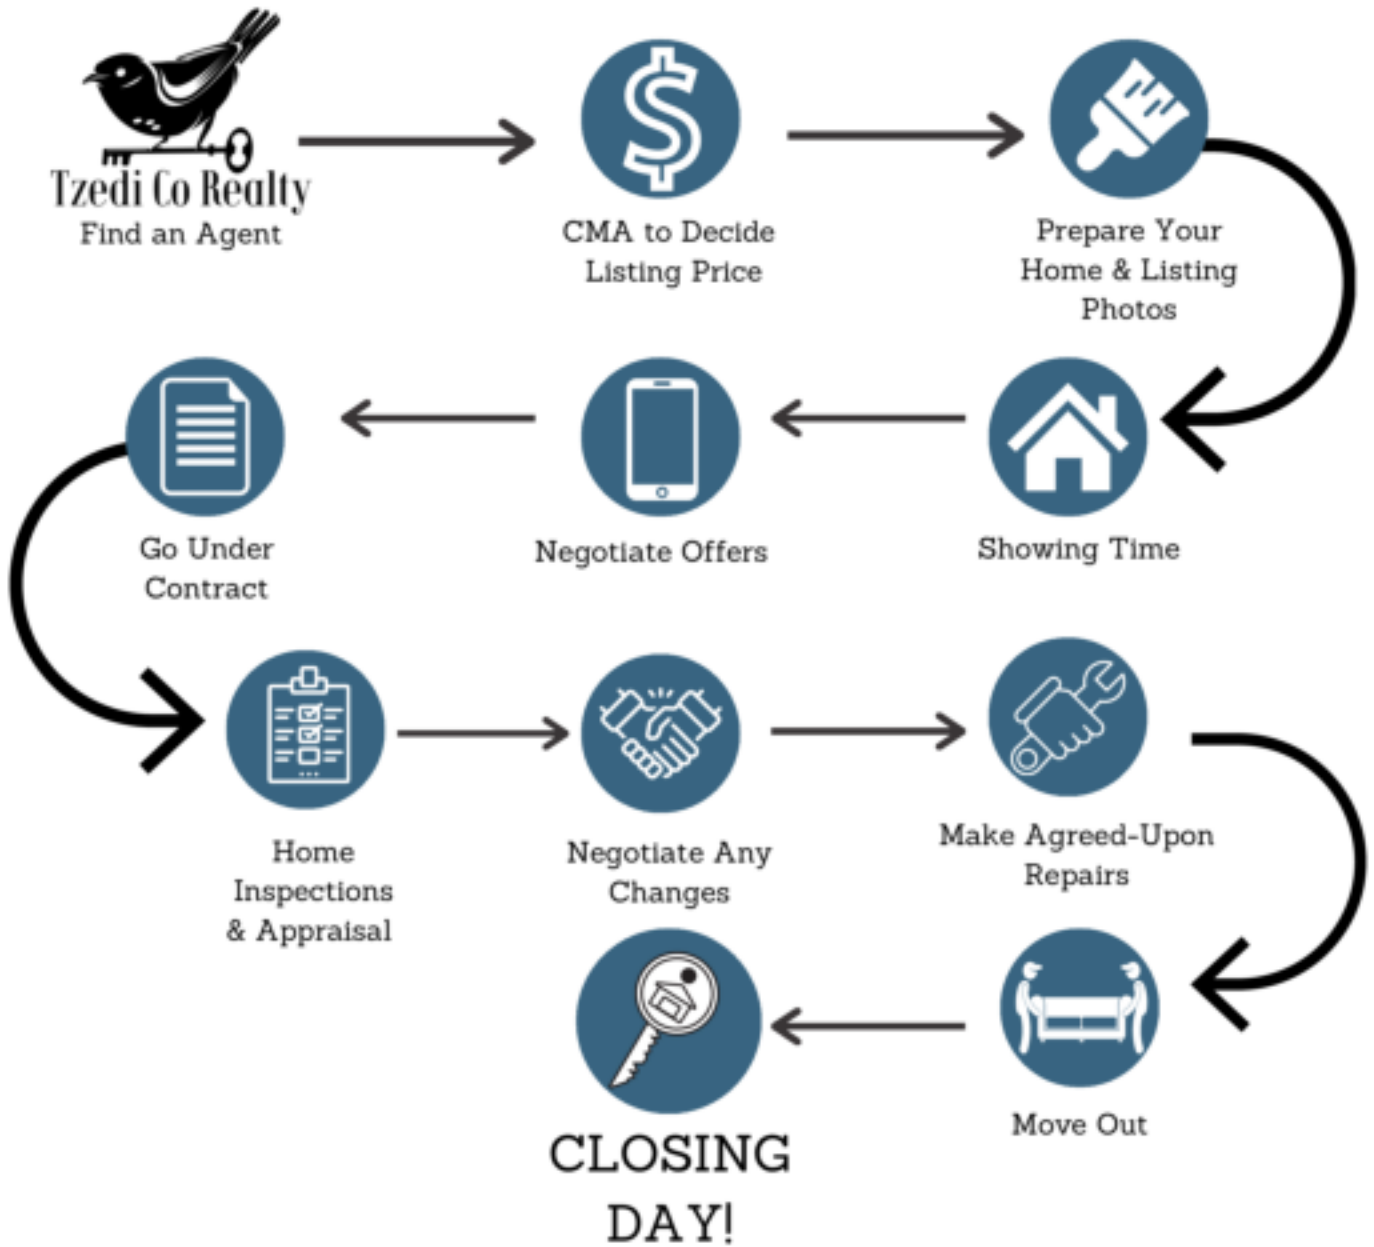 Tzedi Co Realty
Find an Agent
CMA to Decide
Listing Price
Prepare Your
Home & Listing
Photos
Showing Time
Negotiate Offers
Go Under
Contract
Home
Inspections
& Appraisal
Negotiate Any
Changes
Make Agreed-Upon
Repairs
Move Out
CLOSING
DAY!